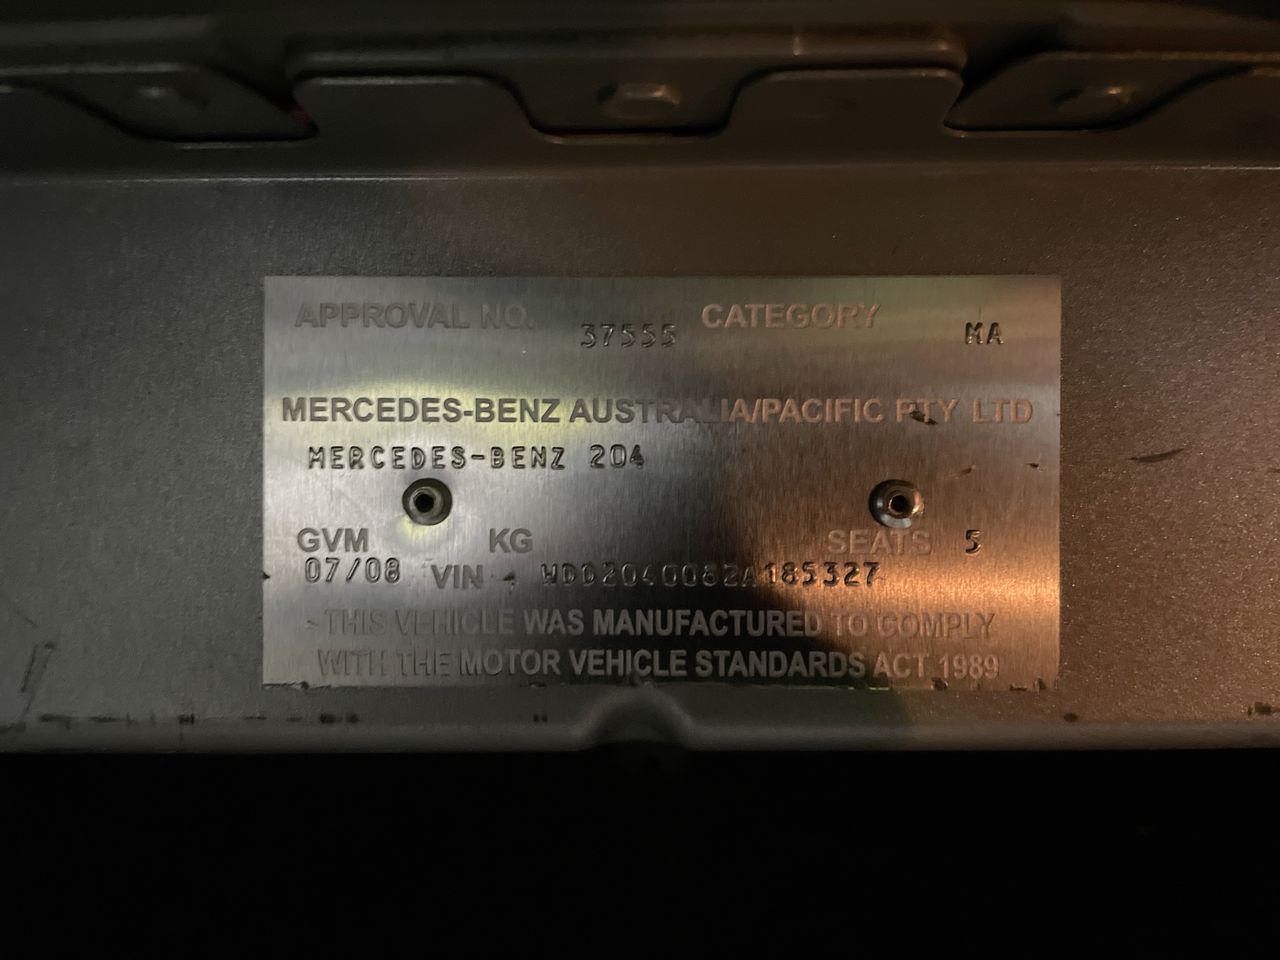 APPROVAL NO. 37555 CATEGORY MA
MERCEDES-BENZ AUSTRALIA/PACIFIC PTY LTD
MERCEDES-BENZ 204
GVM KG SEATS 5
07/08 VIN WDD2040082A185327
THIS VEHICLE WAS MANUFACTURED TO COMPLY
WITH THE MOTOR VEHICLE STANDARDS ACT 1989